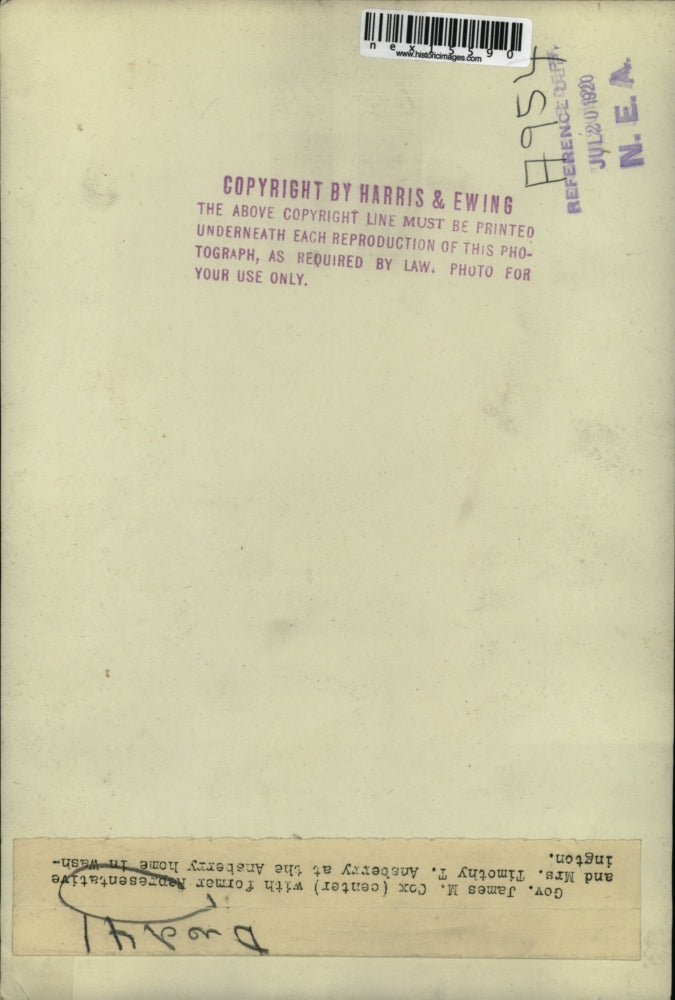 nex15590
www.historicimages.com
REFERENCE DEPT.
JUL 20 1920
N. E. A.
COPYRIGHT BY HARRIS & EWING
THE ABOVE COPYRIGHT LINE MUST BE PRINTED
UNDERNEATH EACH REPRODUCTION OF THIS PHO-
TOGRAPH, AS REQUIRED BY LAW. PHOTO FOR
YOUR USE ONLY.
Gov. James M. Cox (center) with former Representative
and Mrs. Timothy T. Ansberry at the Ansberry home in Wash-
ington.